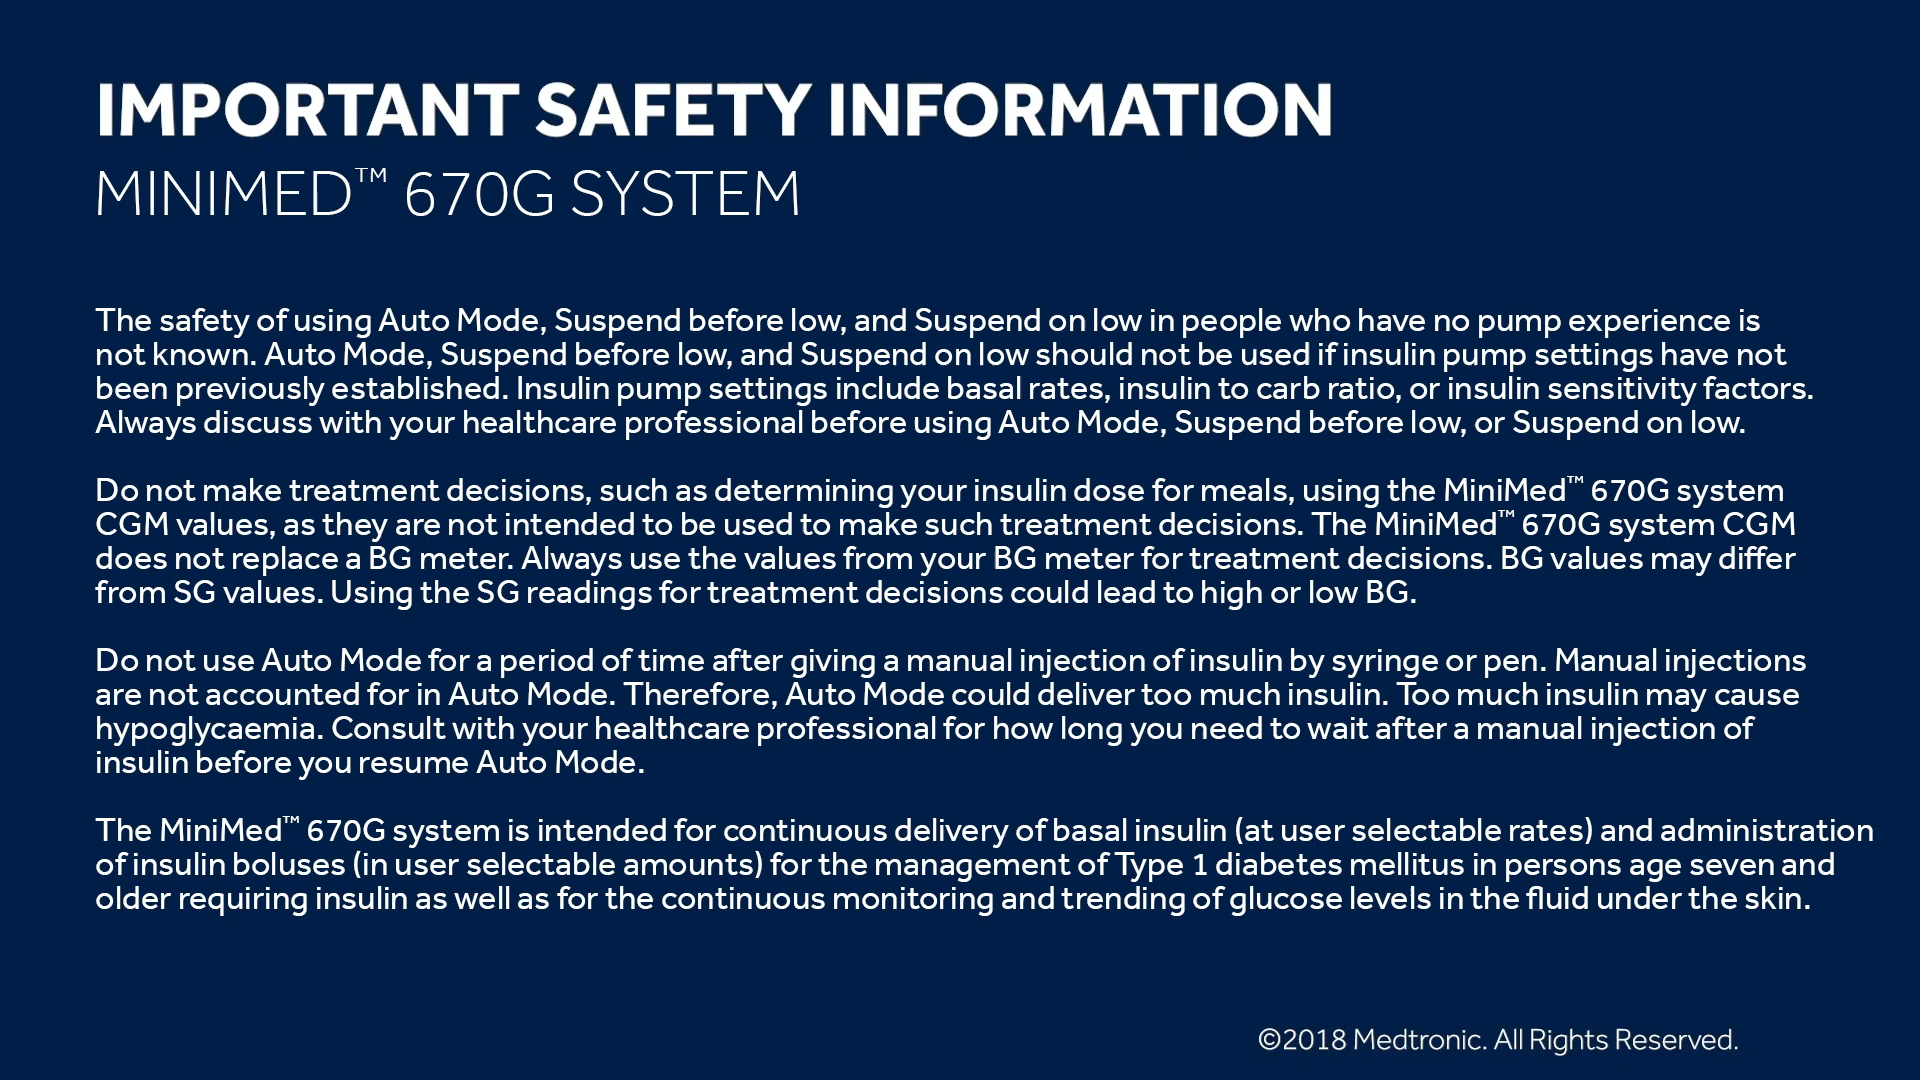 IMPORTANT SAFETY INFORMATION
MINIMED™ 670G SYSTEM
The safety of using Auto Mode, Suspend before low, and Suspend on low in people who have no pump experience is
not known. Auto Mode, Suspend before low, and Suspend on low should not be used if insulin pump settings have not
been previously established. Insulin pump settings include basal rates, insulin to carb ratio, or insulin sensitivity factors.
Always discuss with your healthcare professional before using Auto Mode, Suspend before low, or Suspend on low.
Do not make treatment decisions, such as determining your insulin dose for meals, using the MiniMed™ 670G system
CGM values, as they are not intended to be used to make such treatment decisions. The MiniMed™ 670G system CGM
does not replace a BG meter. Always use the values from your BG meter for treatment decisions. BG values may differ
from SG values. Using the SG readings for treatment decisions could lead to high or low BG.
Do not use Auto Mode for a period of time after giving a manual injection of insulin by syringe or pen. Manual injections
are not accounted for in Auto Mode. Therefore, Auto Mode could deliver too much insulin. Too much insulin may cause
hypoglycaemia. Consult with your healthcare professional for how long you need to wait after a manual injection of
insulin before you resume Auto Mode.
The MiniMed™ 670G system is intended for continuous delivery of basal insulin (at user selectable rates) and administration
of insulin boluses (in user selectable amounts) for the management of Type 1 diabetes mellitus in persons age seven and
older requiring insulin as well as for the continuous monitoring and trending of glucose levels in the fluid under the skin.
©2018 Medtronic. All Rights Reserved.